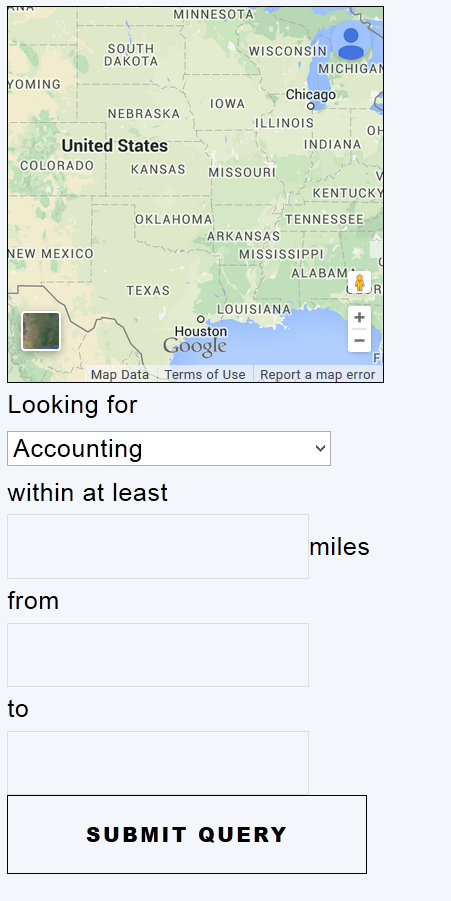 MINNESOTA
SOUTH
DAKOTA
WISCONSIN
MICHIGAN
YOMING
Chicago
IOWA
NEBRASKA
ILLINOIS
OH
United States
INDIANA
COLORADO
KANSAS
MISSOURI
KENTUCKY
OKLAHOMA
TENNESSEE
ARKANSAS
NEW MEXICO
MISSISSIPPI
ALABAMA
TEXAS
LOUISIANA
Houston
Google
Map Data Terms of Use Report a map error
Looking for
Accounting
within at least
miles
from
to
SUBMIT QUERY